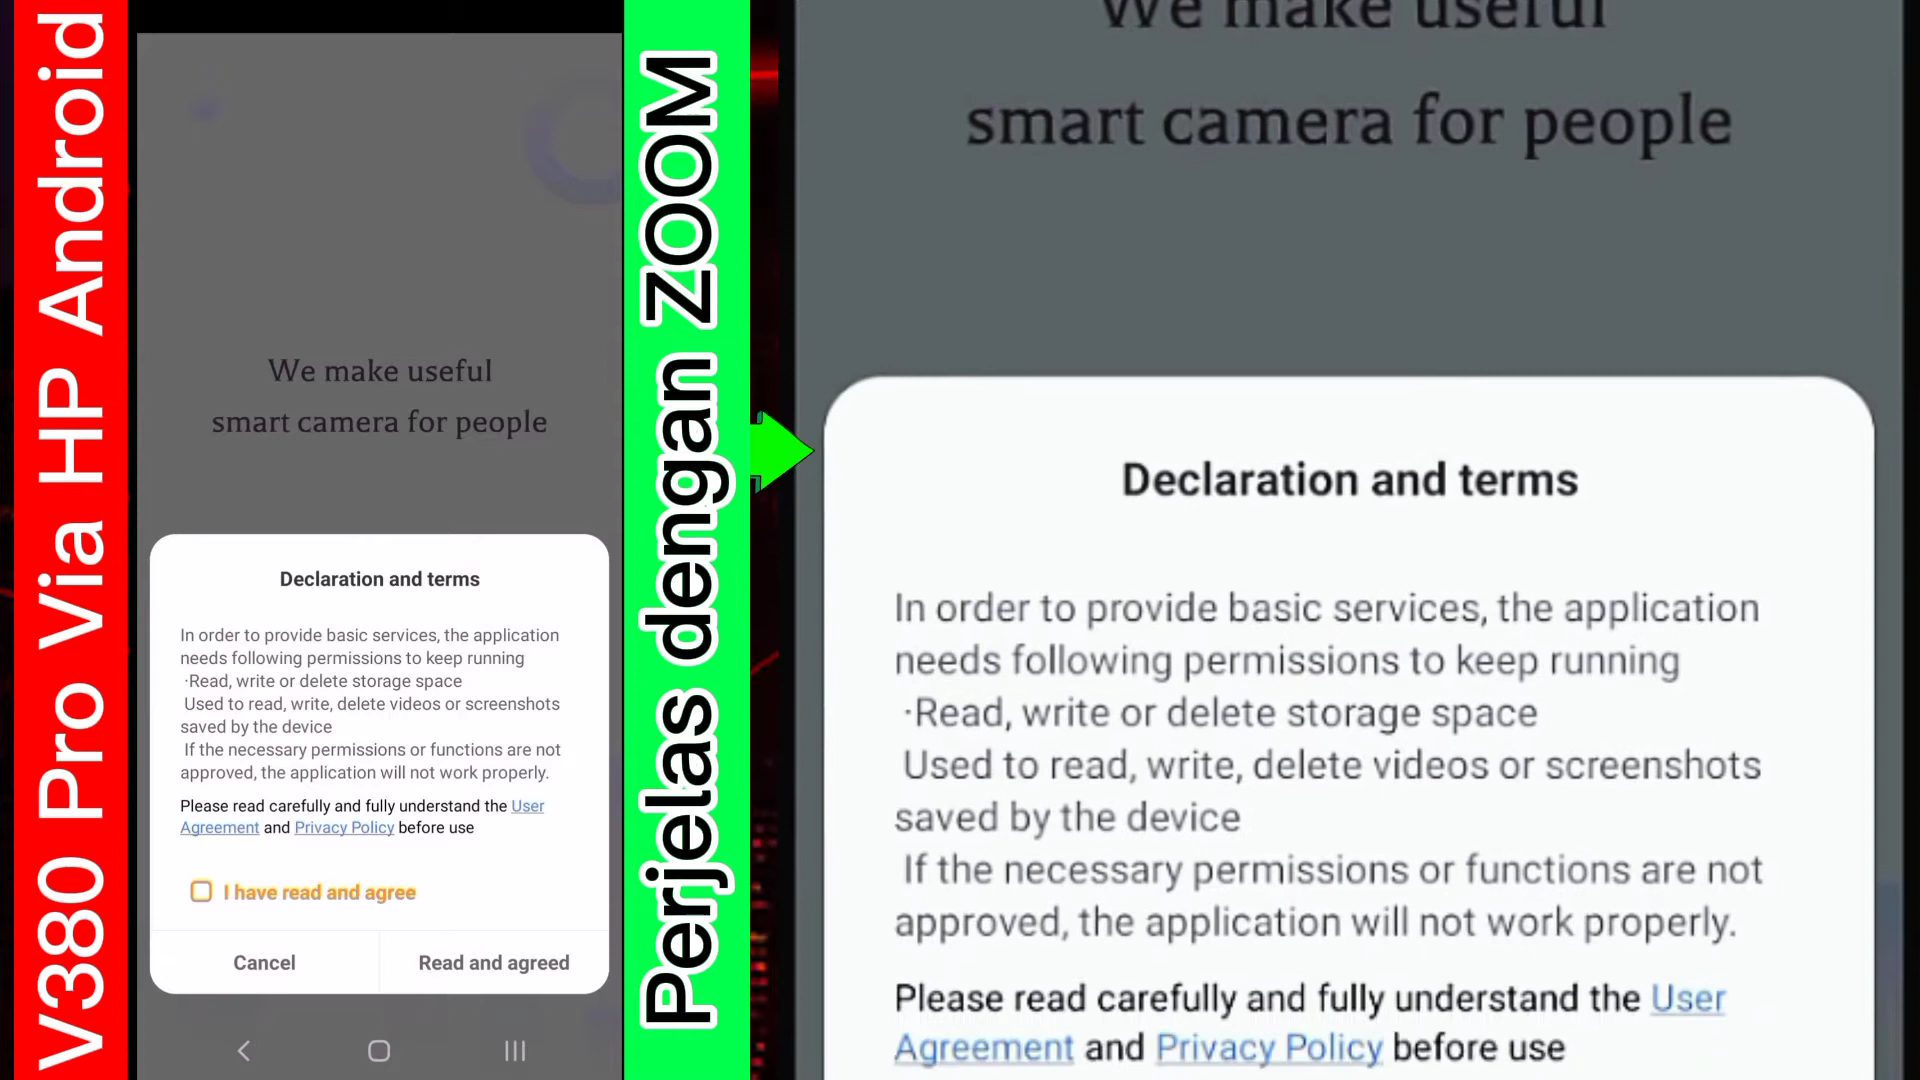 V380 Pro Via HP Android
We make useful
smart camera for people
Declaration and terms
In order to provide basic services, the application
needs following permissions to keep running
·Read, write or delete storage space
Used to read, write, delete videos or screenshots
saved by the device
If the necessary permissions or functions are not
approved, the application will not work properly.
Please read carefully and fully understand the User
Agreement and Privacy Policy before use
I have read and agree
Cancel
Read and agreed
Perjelas dengan ZOOM
We make useful
smart camera for people
Declaration and terms
In order to provide basic services, the application
needs following permissions to keep running
·Read, write or delete storage space
Used to read, write, delete videos or screenshots
saved by the device
If the necessary permissions or functions are not
approved, the application will not work properly.
Please read carefully and fully understand the User
Agreement and Privacy Policy before use